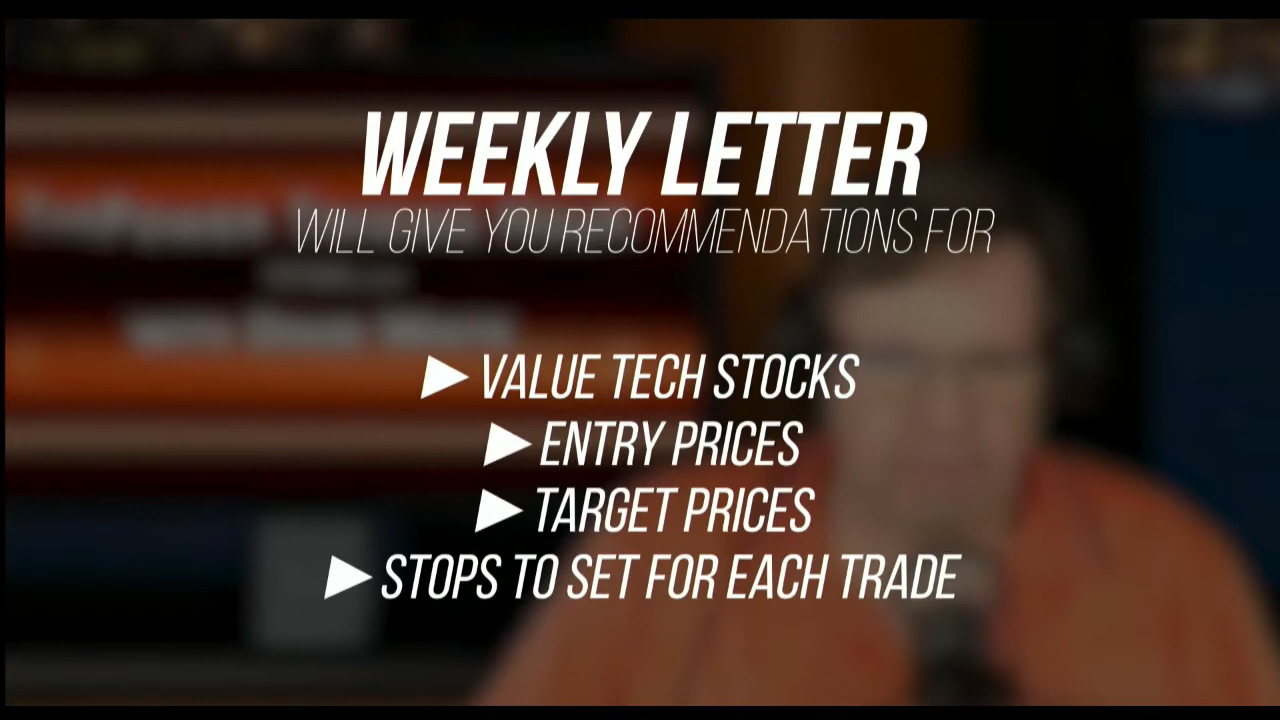 WEEKLY LETTER
WILL GIVE YOU RECOMMENDATIONS FOR
► VALUE TECH STOCKS
► ENTRY PRICES
► TARGET PRICES
► STOPS TO SET FOR EACH TRADE